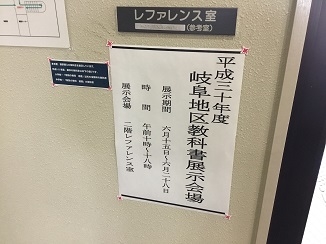 レファレンス室
(参考室)
平成三十年度
岐阜地区教科書展示会場
展示期間 六月十五日～六月二十八日
時間 午前十時～十八時
展示会場 二階レファレンス室